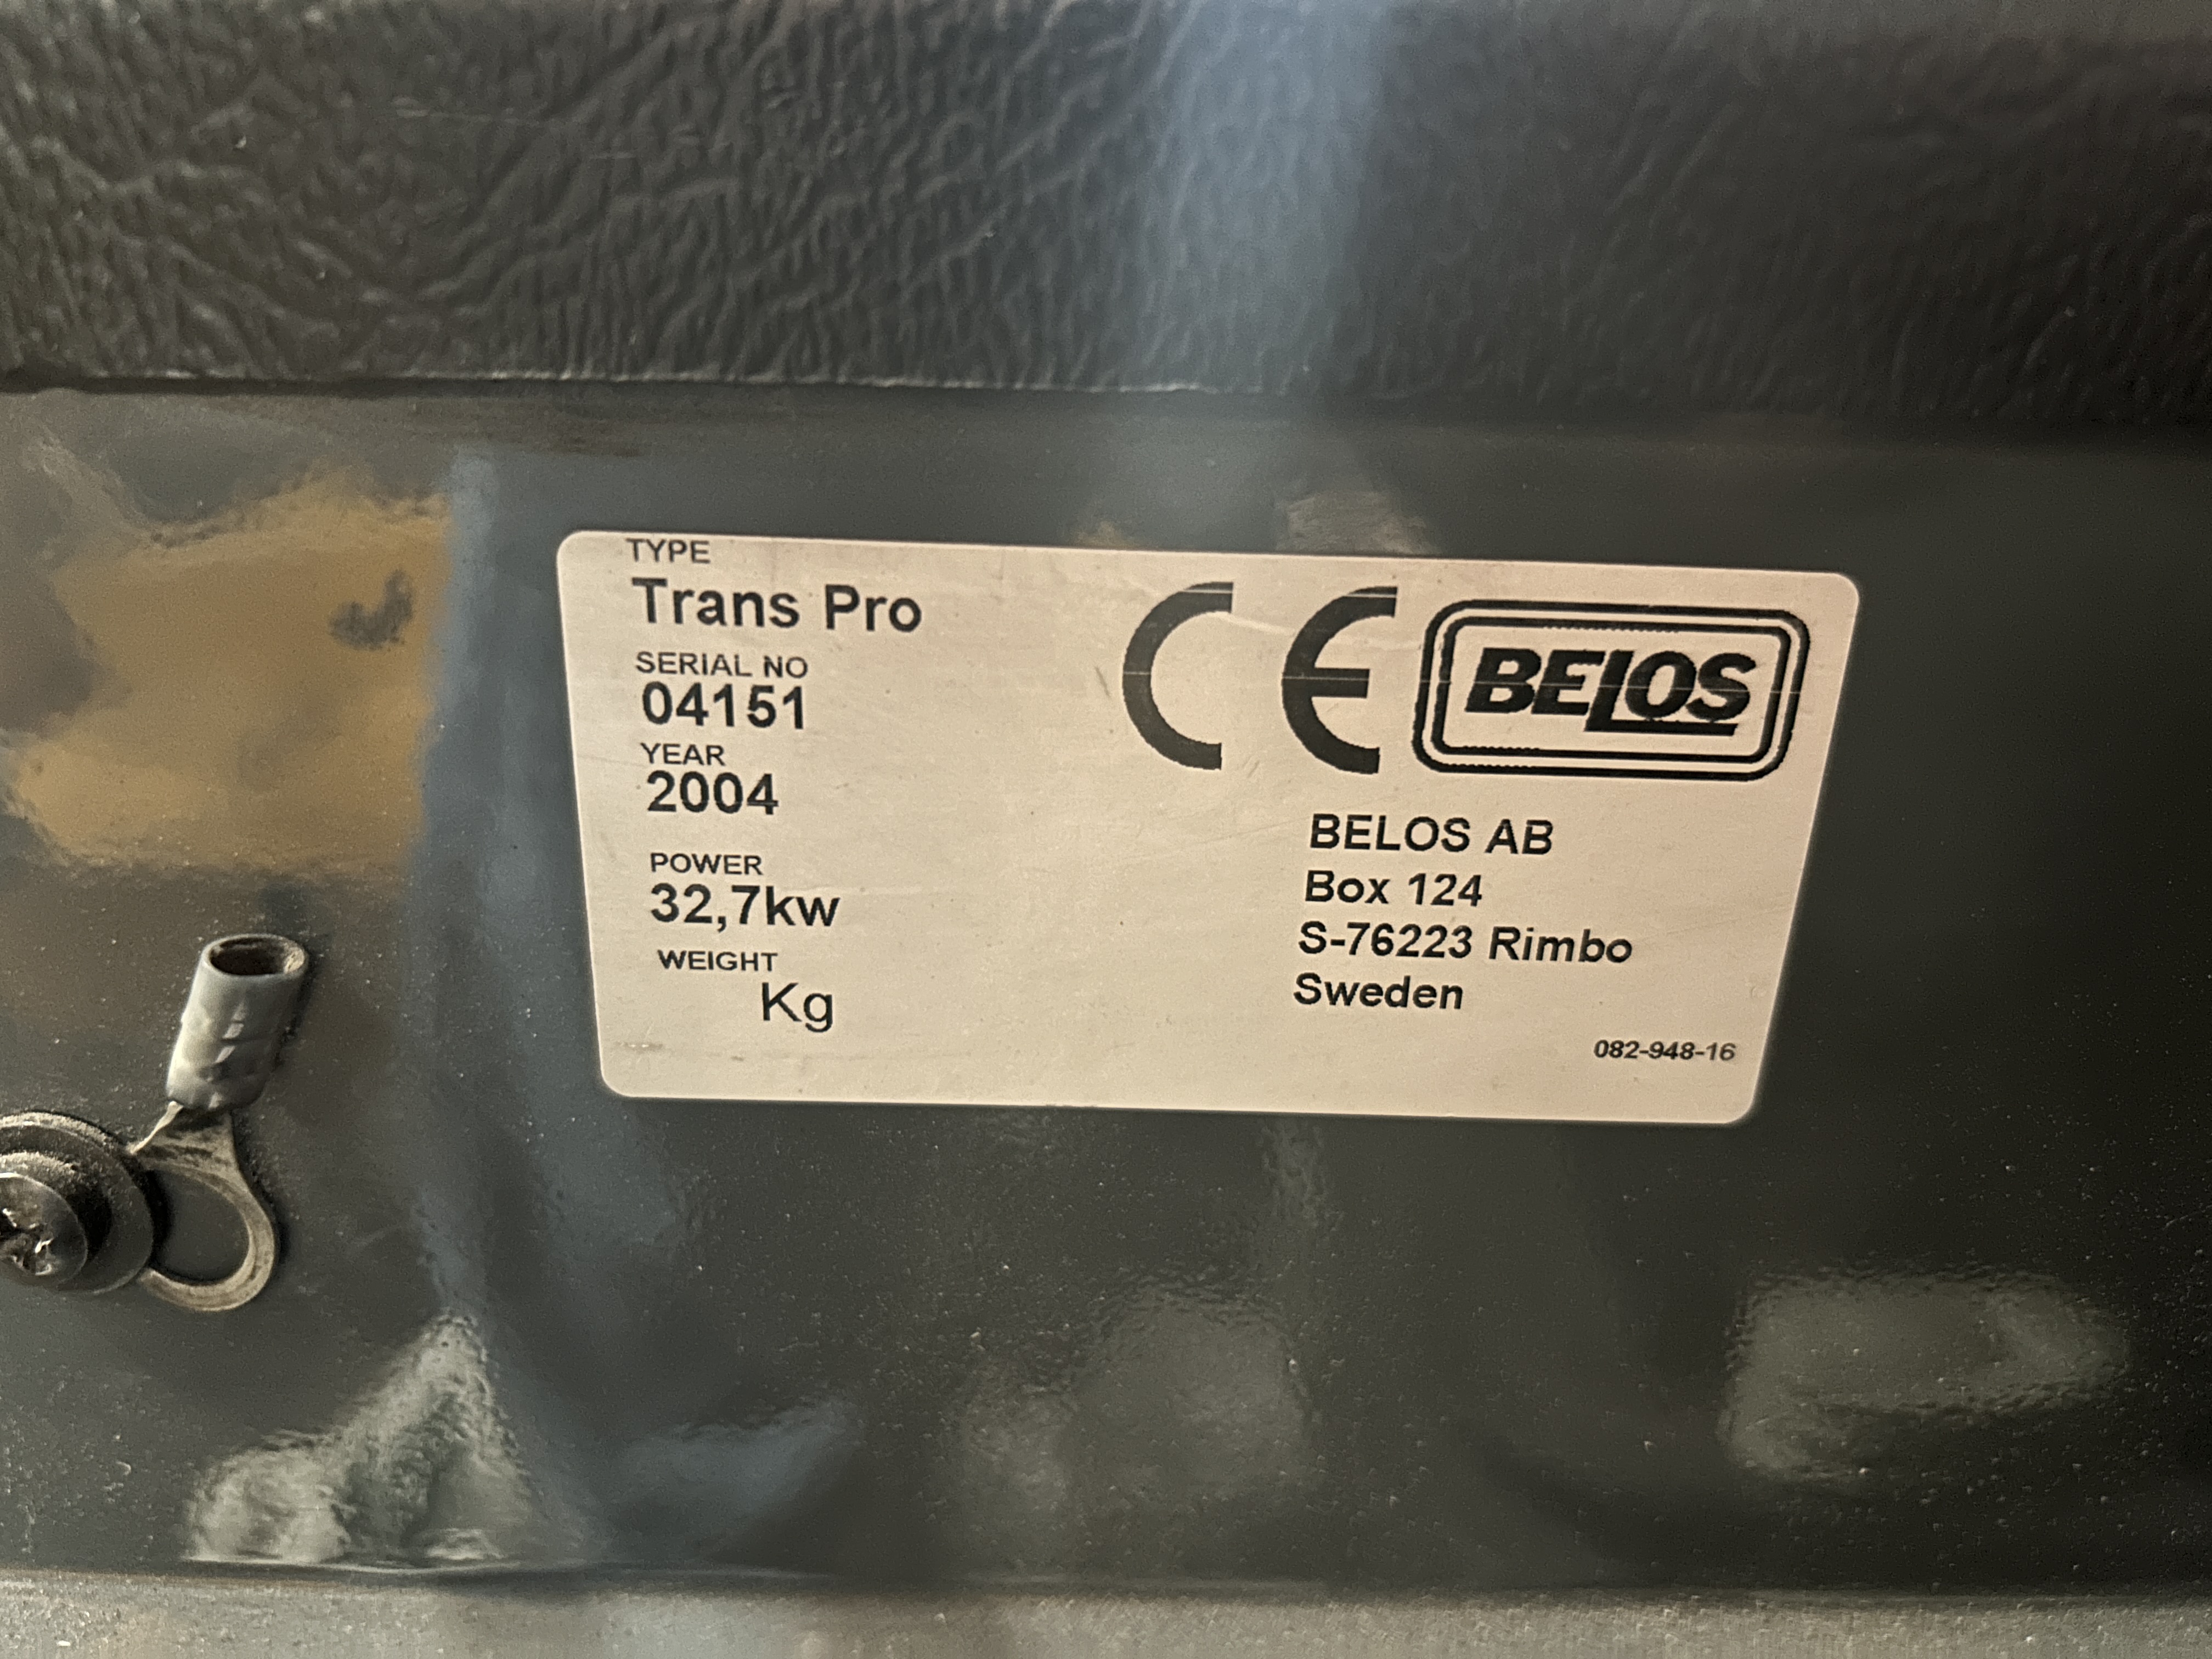 TYPE
Trans Pro
SERIAL NO
04151
YEAR
2004
POWER
32,7kw
WEIGHT
Kg
CE
BELOS
BELOS AB
Box 124
S-76223 Rimbo
Sweden
082-948-16